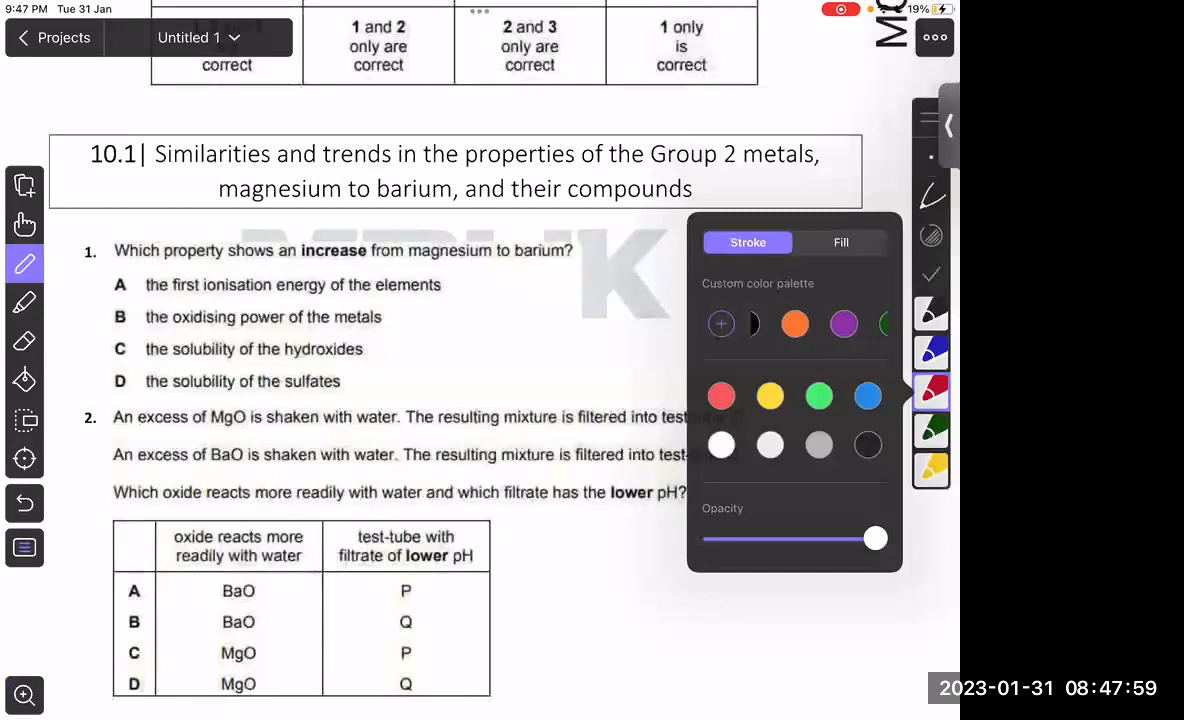 9:47 PM Tue 31 Jan
19%
Projects
Untitled 1
correct
1 and 2
only are
correct
2 and 3
only are
correct
1 only
is
correct
10.1| Similarities and trends in the properties of the Group 2 metals,
magnesium to barium, and their compounds
1. Which property shows an increase from magnesium to barium?
A the first ionisation energy of the elements
B the oxidising power of the metals
C the solubility of the hydroxides
D the solubility of the sulfates
2. An excess of MgO is shaken with water. The resulting mixture is filtered into test
An excess of BaO is shaken with water. The resulting mixture is filtered into test-
Which oxide reacts more readily with water and which filtrate has the lower pH?
oxide reacts more
readily with water
test-tube with
filtrate of lower pH
A BaO P
B BaO Q
C MgO P
D MgO Q
Stroke
Fill
Custom color palette
Opacity
2023-01-31 08:47:59